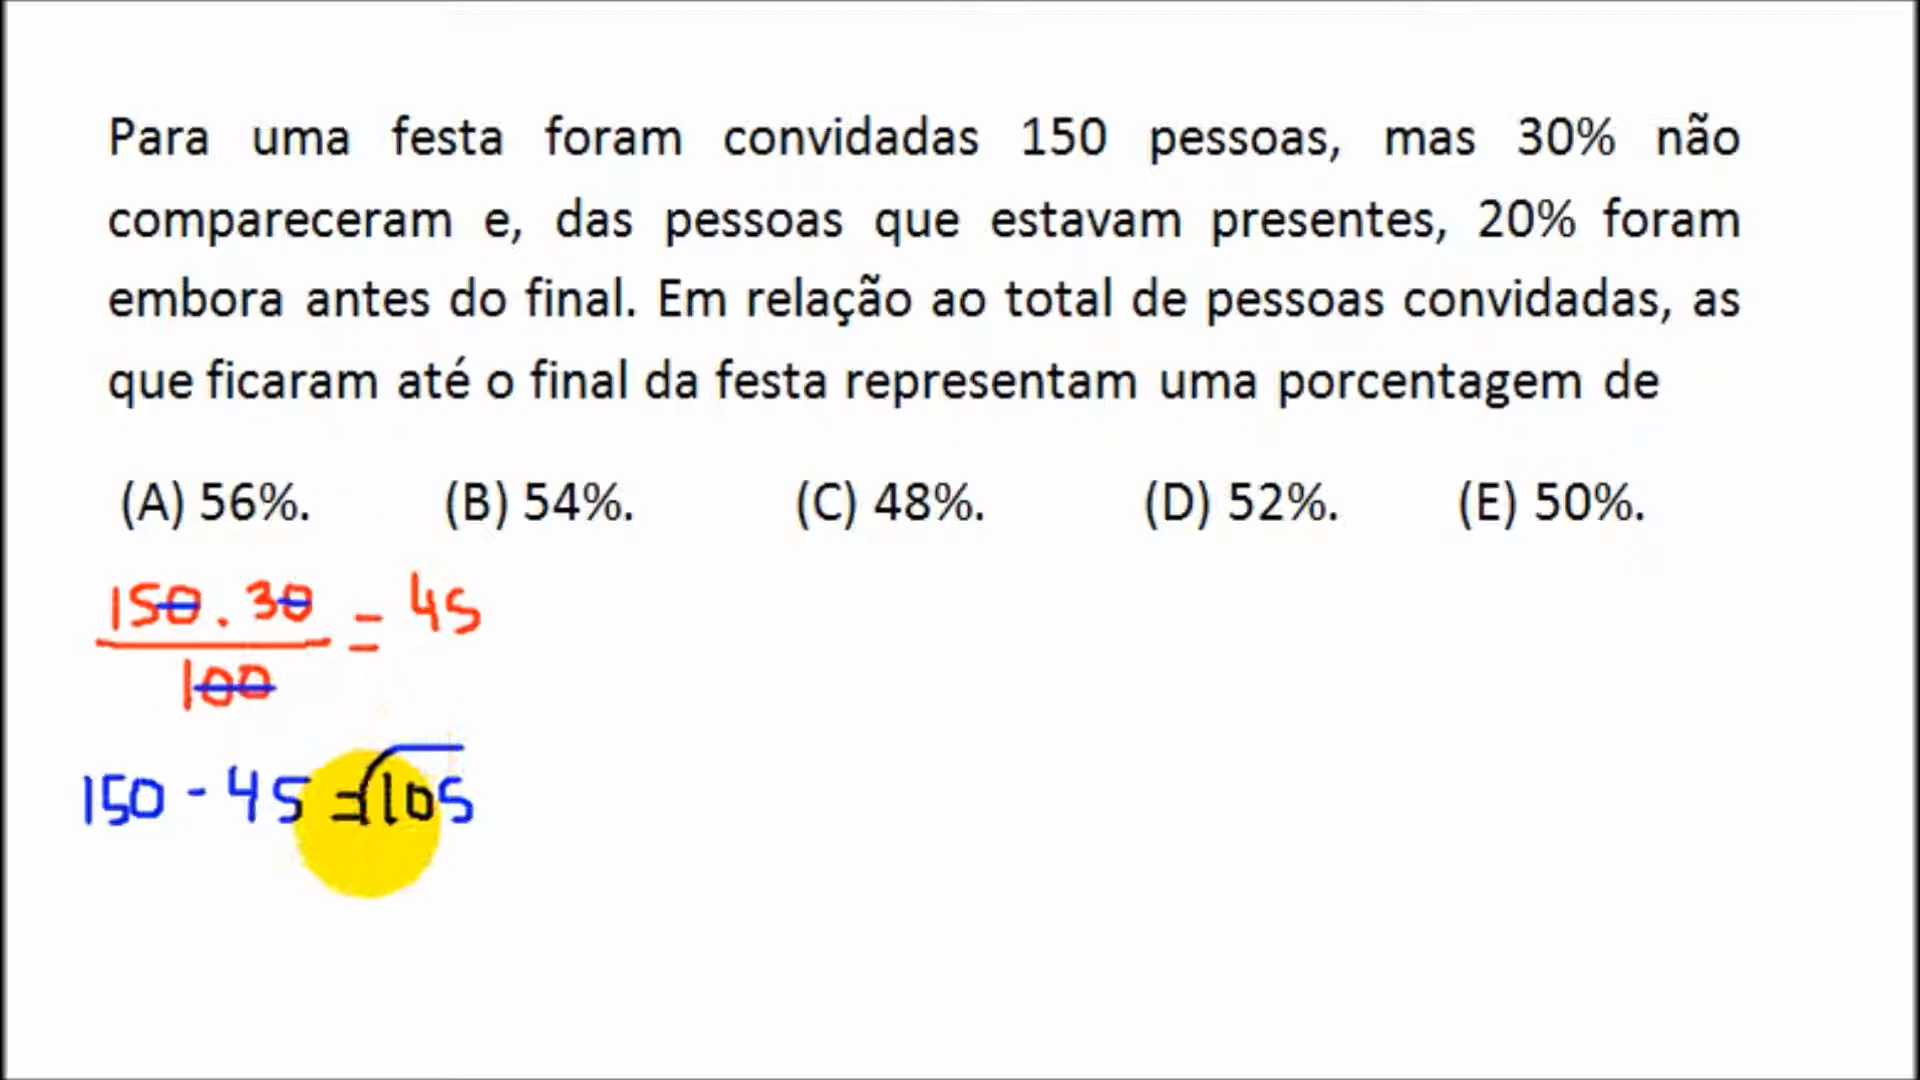 Para uma festa foram convidadas 150 pessoas, mas 30% não
compareceram e, das pessoas que estavam presentes, 20% foram
embora antes do final. Em relação ao total de pessoas convidadas, as
que ficaram até o final da festa representam uma porcentagem de
(A) 56%. (B) 54%. (C) 48%. (D) 52%. (E) 50%.
150 . 30 = 45
100
150 - 45 = 105